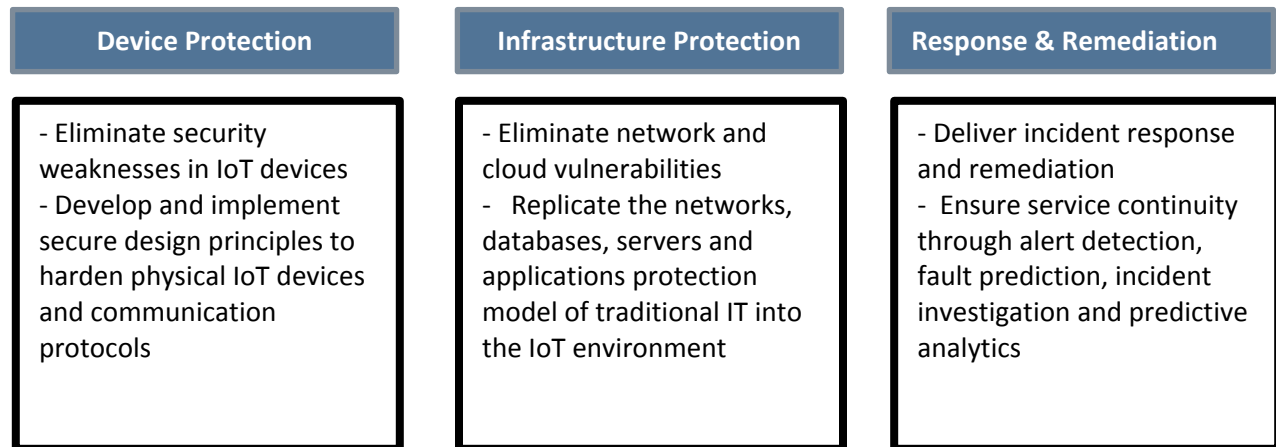 Device Protection
- Eliminate security
weaknesses in IoT devices
- Develop and implement
secure design principles to
harden physical IoT devices
and communication
protocols
Infrastructure Protection
- Eliminate network and
cloud vulnerabilities
-   Replicate the networks,
databases, servers and
applications protection
model of traditional IT into
the IoT environment
Response & Remediation
- Deliver incident response
and remediation
-  Ensure service continuity
through alert detection,
fault prediction, incident
investigation and predictive
analytics